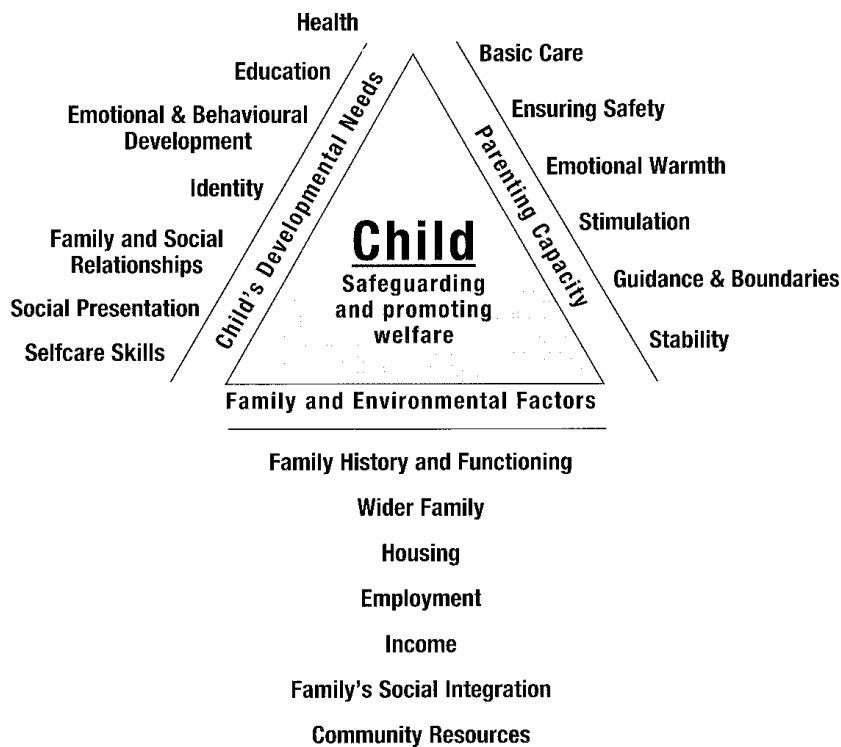 Health
Education
Emotional & Behavioural
Development
Identity
Family and Social
Relationships
Social Presentation
Selfcare Skills
Child's Developmental Needs
Child
Safeguarding
and promoting
welfare
Parenting Capacity
Basic Care
Ensuring Safety
Emotional Warmth
Stimulation
Guidance & Boundaries
Stability
Family and Environmental Factors
Family History and Functioning
Wider Family
Housing
Employment
Income
Family's Social Integration
Community Resources